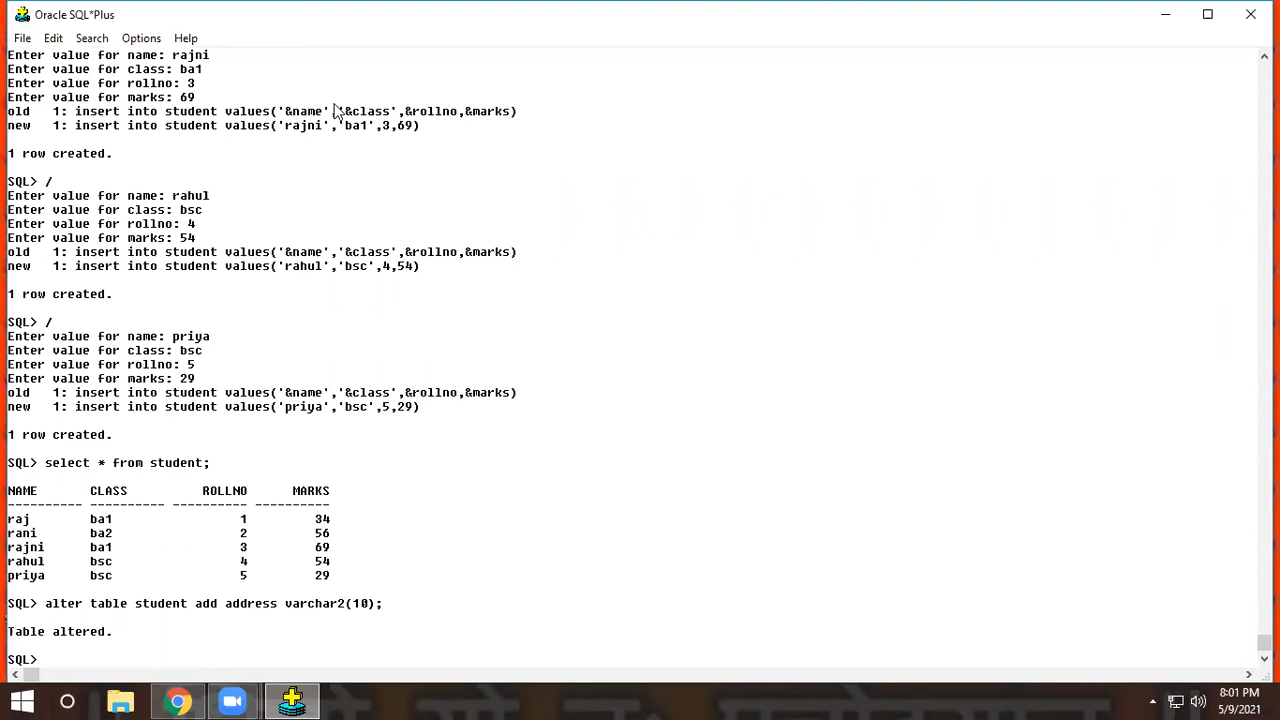 Oracle SQL*Plus
File Edit Search Options Help
Enter value for name: rajni
Enter value for class: ba1
Enter value for rollno: 3
Enter value for marks: 69
old   1: insert into student values('&name','&class',&rollno,&marks)
new   1: insert into student values('rajni','ba1',3,69)
1 row created.
SQL> /
Enter value for name: rahul
Enter value for class: bsc
Enter value for rollno: 4
Enter value for marks: 54
old   1: insert into student values('&name','&class',&rollno,&marks)
new   1: insert into student values('rahul','bsc',4,54)
1 row created.
SQL> /
Enter value for name: priya
Enter value for class: bsc
Enter value for rollno: 5
Enter value for marks: 29
old   1: insert into student values('&name','&class',&rollno,&marks)
new   1: insert into student values('priya','bsc',5,29)
1 row created.
SQL> select * from student;
NAME       CLASS          ROLLNO      MARKS
---------- ---------- ---------- ----------
raj        ba1                 1         34
rani       ba2                 2         56
rajni      ba1                 3         69
rahul      bsc                 4         54
priya      bsc                 5         29
SQL> alter table student add address varchar2(10);
Table altered.
SQL>
8:01 PM
5/9/2021